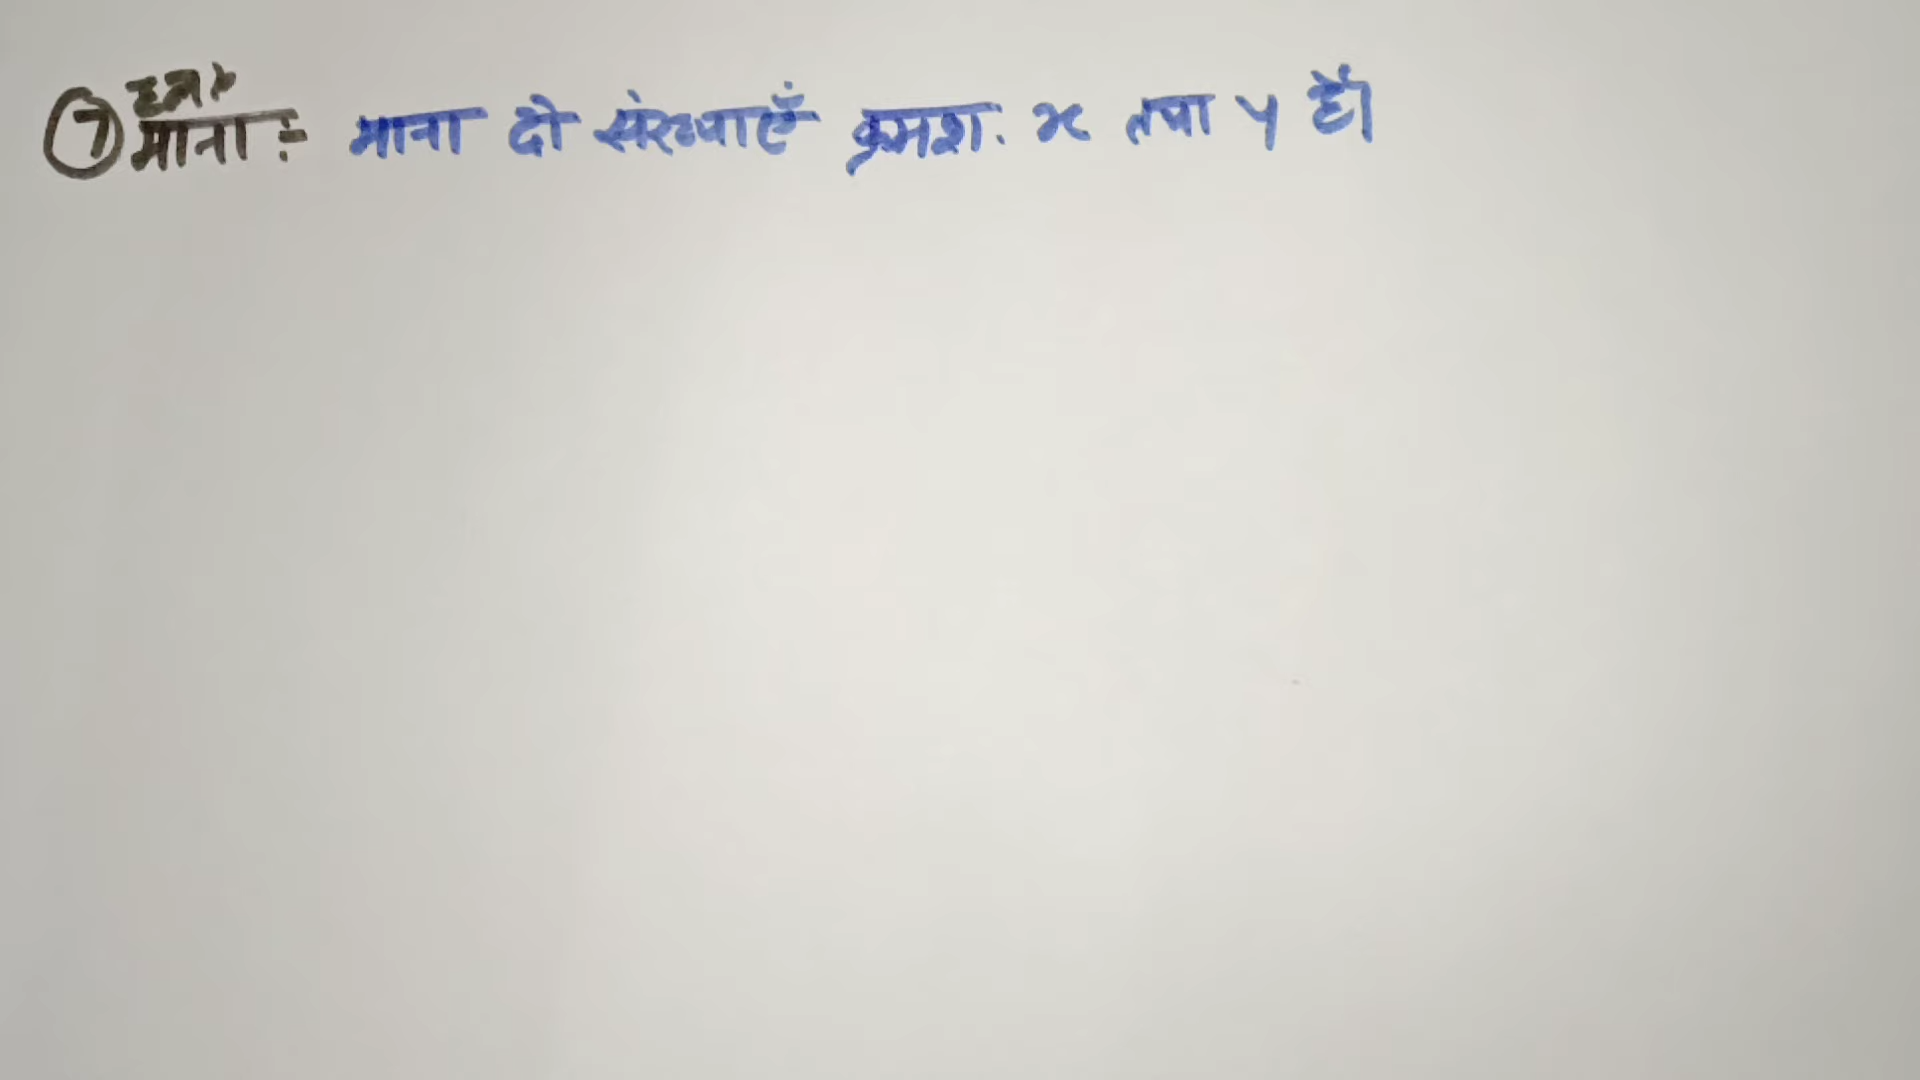 ⑦ हल
माना :- माना दो संख्याएँ क्रमशः x तथा y हैं।